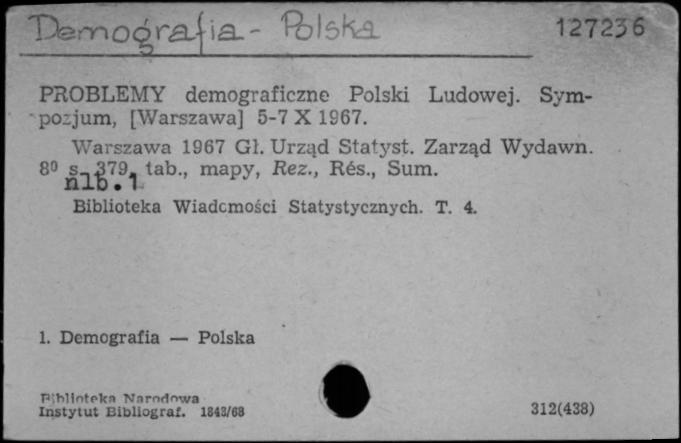 Demografia - Polska 127236
PROBLEMY demograficzne Polski Ludowej. Sym-
pozjum, [Warszawa] 5-7 X 1967.
Warszawa 1967 Gł. Urząd Statyst. Zarząd Wydawn.
8⁰ s. 379, tab., mapy, Rez., Rés., Sum.
nlb. 1
Biblioteka Wiadomości Statystycznych. T. 4.
1. Demografia — Polska
Biblioteka Narodowa
Instytut Bibliograf. 1843/68 312(438)